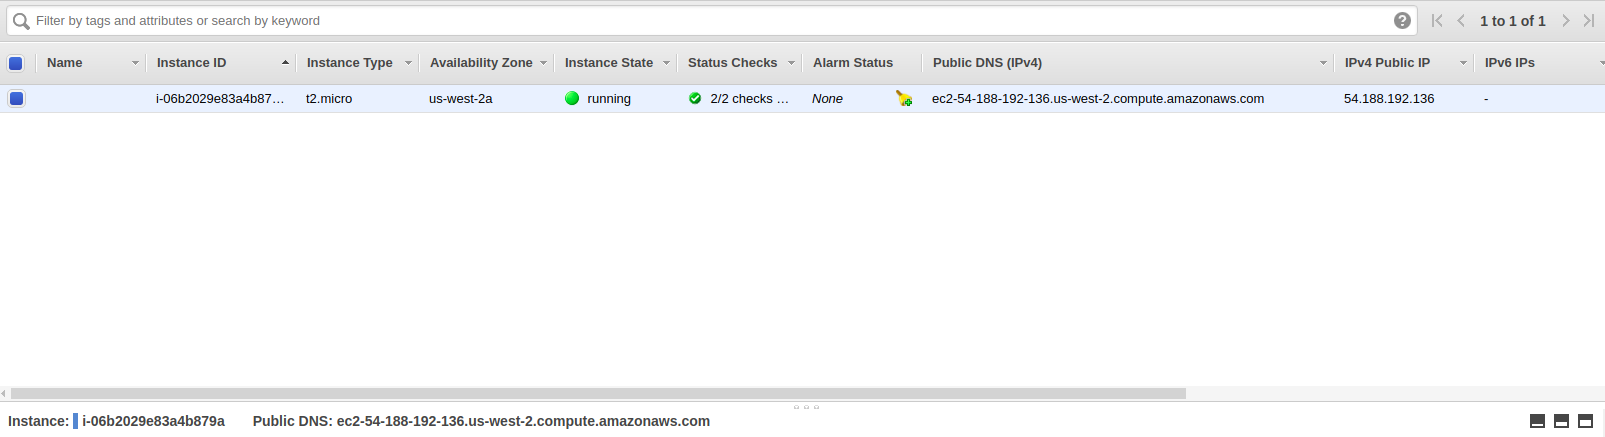 Filter by tags and attributes or search by keyword
1 to 1 of 1
Name Instance ID Instance Type Availability Zone Instance State Status Checks Alarm Status Public DNS (IPv4) IPv4 Public IP IPv6 IPs
i-06b2029e83a4b87… t2.micro us-west-2a running 2/2 checks … None ec2-54-188-192-136.us-west-2.compute.amazonaws.com 54.188.192.136 -
Instance: i-06b2029e83a4b879a Public DNS: ec2-54-188-192-136.us-west-2.compute.amazonaws.com